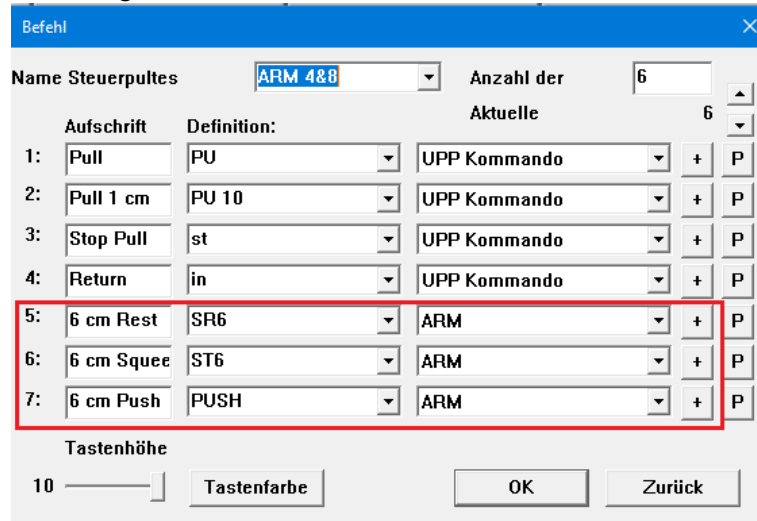 Befehl
Name Steuerpultes ARM 4&8 Anzahl der 6
Aktuelle 6
Aufschrift Definition:
1: Pull PU UPP Kommando + P
2: Pull 1 cm PU 10 UPP Kommando + P
3: Stop Pull st UPP Kommando + P
4: Return in UPP Kommando + P
5: 6 cm Rest SR6 ARM + P
6: 6 cm Squee ST6 ARM + P
7: 6 cm Push PUSH ARM + P
Tastenhöhe
10 Tastenfarbe OK Zurück